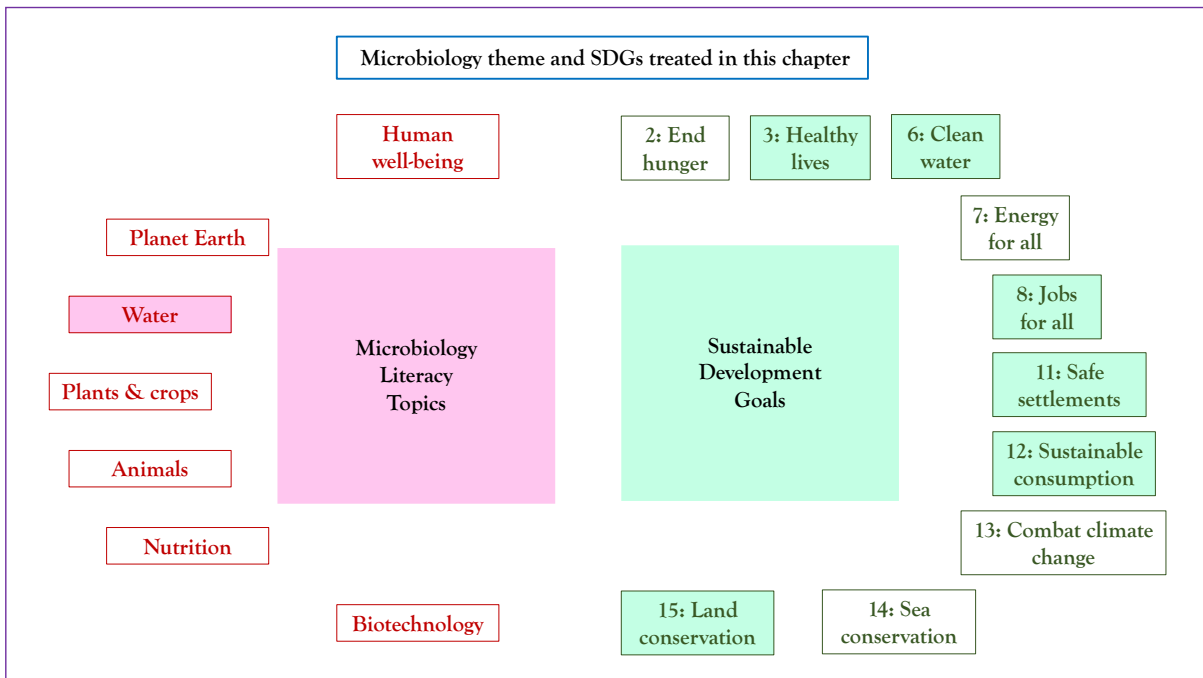 Microbiology theme and SDGs treated in this chapter
Human
well-being
2: End
hunger
3: Healthy
lives
6: Clean
water
Planet Earth
7: Energy
for all
Water
8: Jobs
for all
Microbiology
Literacy
Topics
Sustainable
Development
Goals
Plants & crops
11: Safe
settlements
Animals
12: Sustainable
consumption
Nutrition
13: Combat climate
change
Biotechnology
15: Land
conservation
14: Sea
conservation